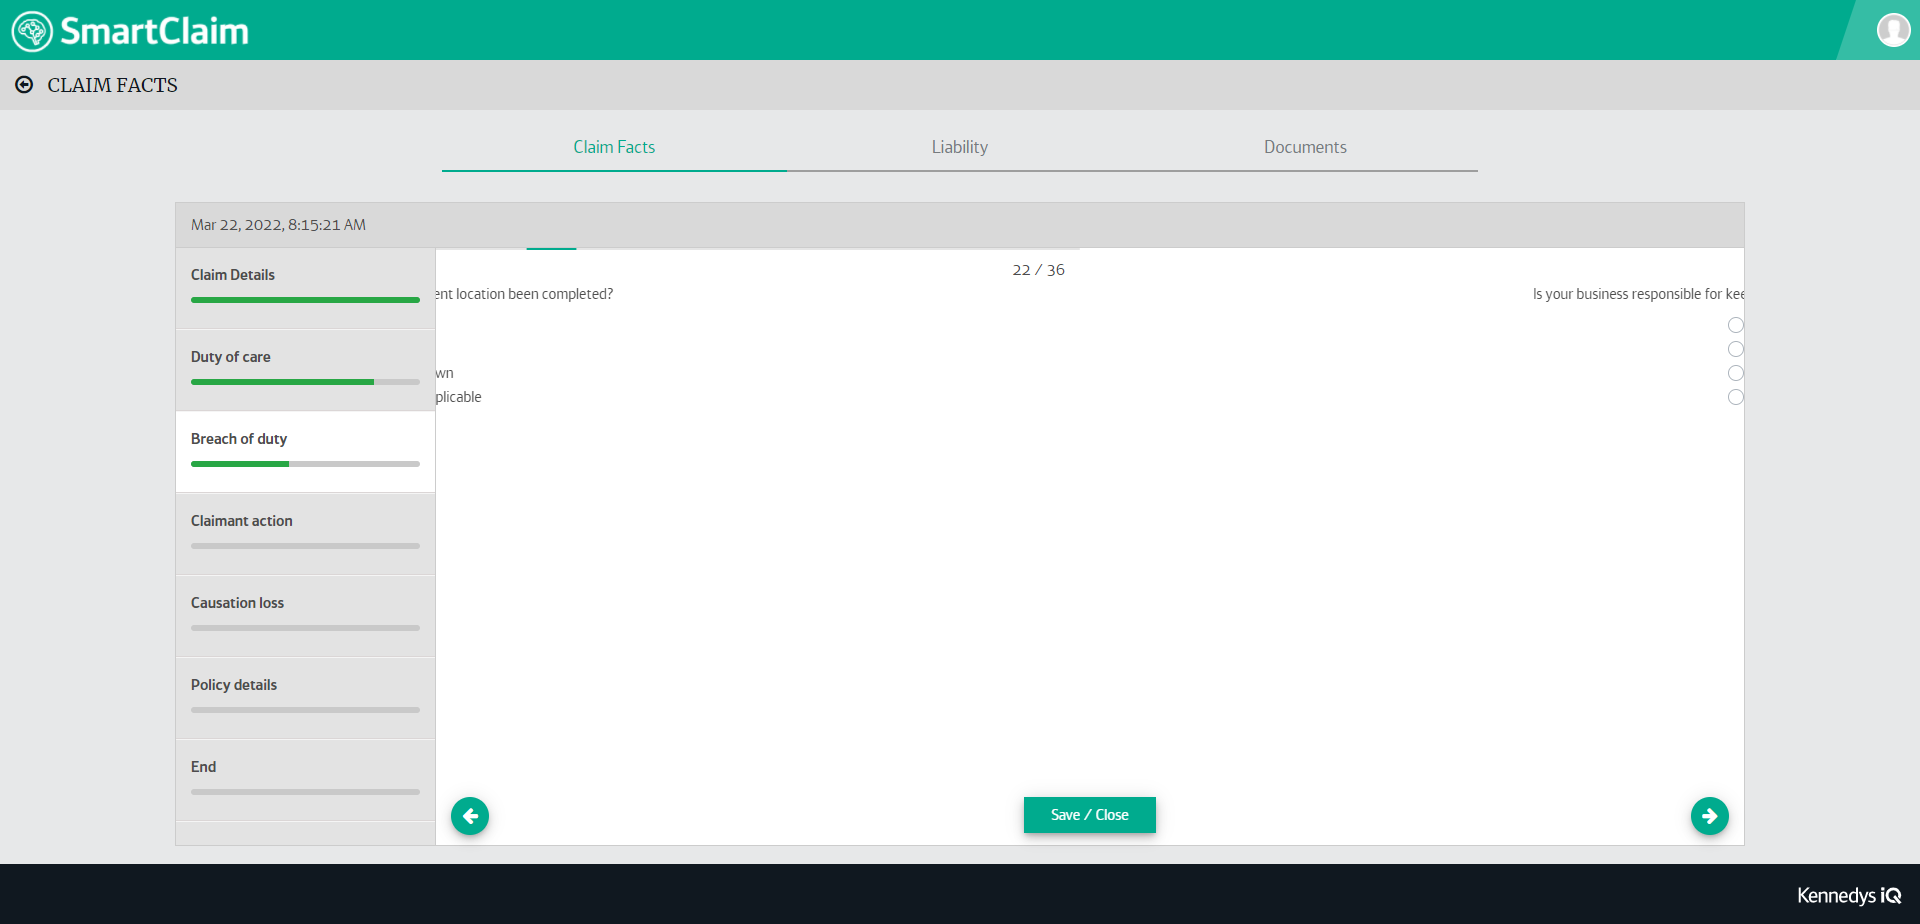 SmartClaim
CLAIM FACTS
Claim Facts
Liability
Documents
Mar 22, 2022, 8:15:21 AM
Claim Details
Duty of care
Breach of duty
Claimant action
Causation loss
Policy details
End
22 / 36
ent location been completed?
wn
plicable
Is your business responsible for kee
Save / Close
Kennedys iQ